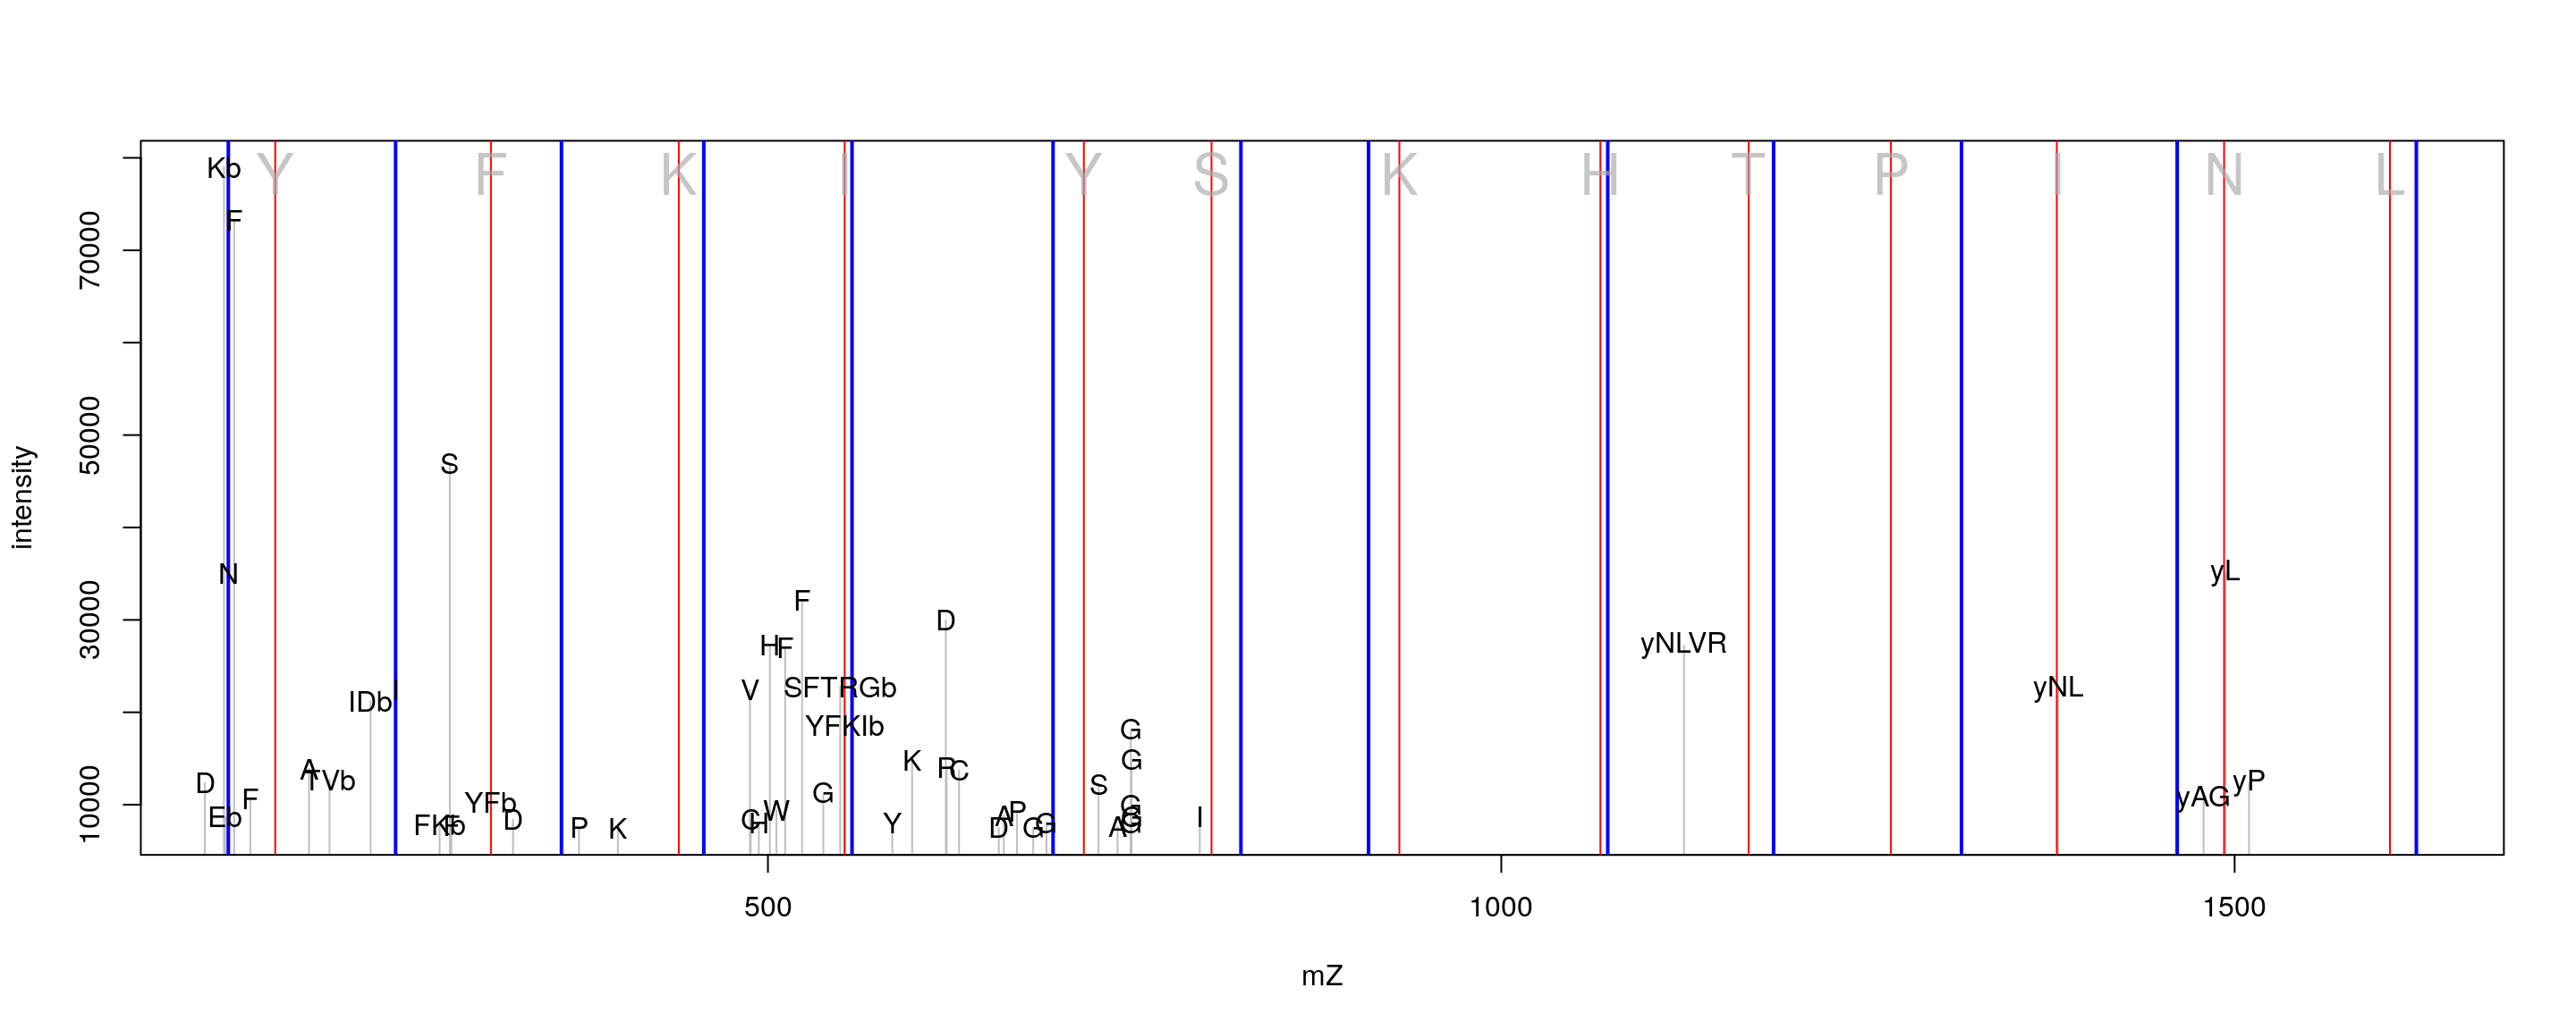 Y F K I Y S K H T P I N L
Kb
F
S
N
F
yL
D
H
F
yNLVR
V
SFTRGb
yNL
IDb
I
YFKIb
G
K
G
R
C
A
TVb
yP
D
S
F
G
yAG
YFb
G
W
P
A
Eb
D
G
H
Y
G
I
FKb
P
K
D
G
A
G
70000
50000
30000
10000
intensity
500 1000 1500
mZ